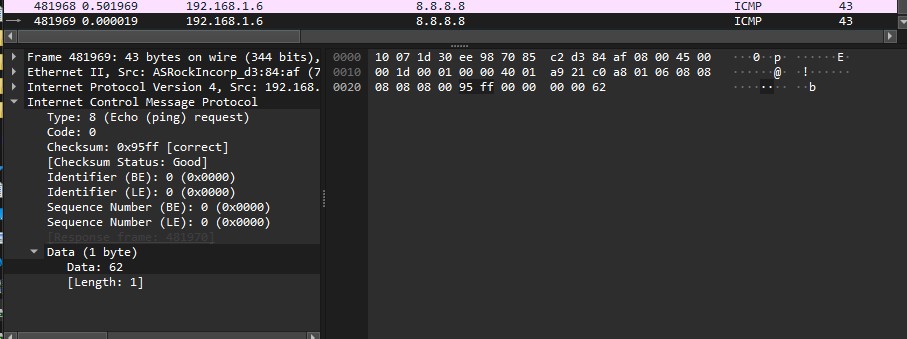 481968 0.501969 192.168.1.6 8.8.8.8 ICMP 43
481969 0.000019 192.168.1.6 8.8.8.8 ICMP 43
Frame 481969: 43 bytes on wire (344 bits),
Ethernet II, Src: ASRockIncorp_d3:84:af (7
Internet Protocol Version 4, Src: 192.168.
Internet Control Message Protocol
Type: 8 (Echo (ping) request)
Code: 0
Checksum: 0x95ff [correct]
[Checksum Status: Good]
Identifier (BE): 0 (0x0000)
Identifier (LE): 0 (0x0000)
Sequence Number (BE): 0 (0x0000)
Sequence Number (LE): 0 (0x0000)
[Response frame: 481970]
Data (1 byte)
Data: 62
[Length: 1]
0000 10 07 1d 30 ee 98 70 85 c2 d3 84 af 08 00 45 00 ···0··p· ······E·
0010 00 1d 00 01 00 00 40 01 a9 21 c0 a8 01 06 08 08 ······@· ·!······
0020 08 08 08 00 95 ff 00 00 00 00 62 ········ ··b